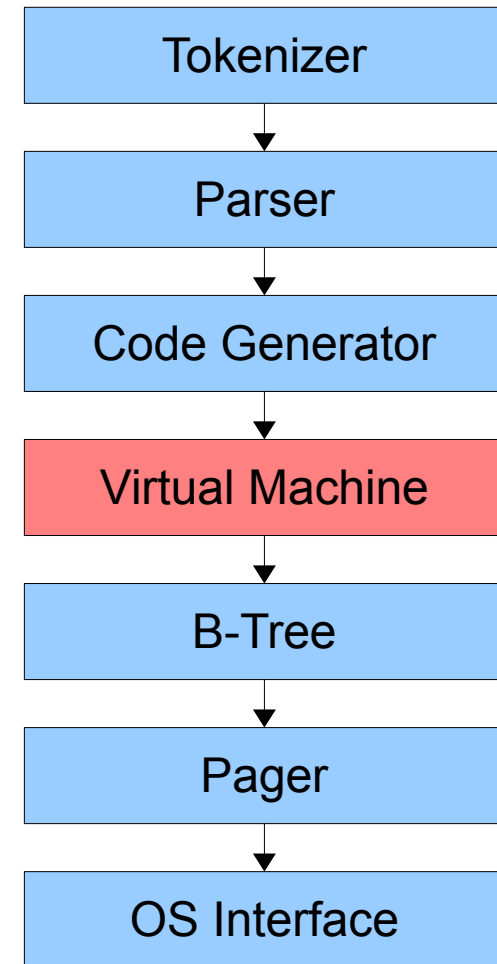 Tokenizer
Parser
Code Generator
Virtual Machine
B-Tree
Pager
OS Interface